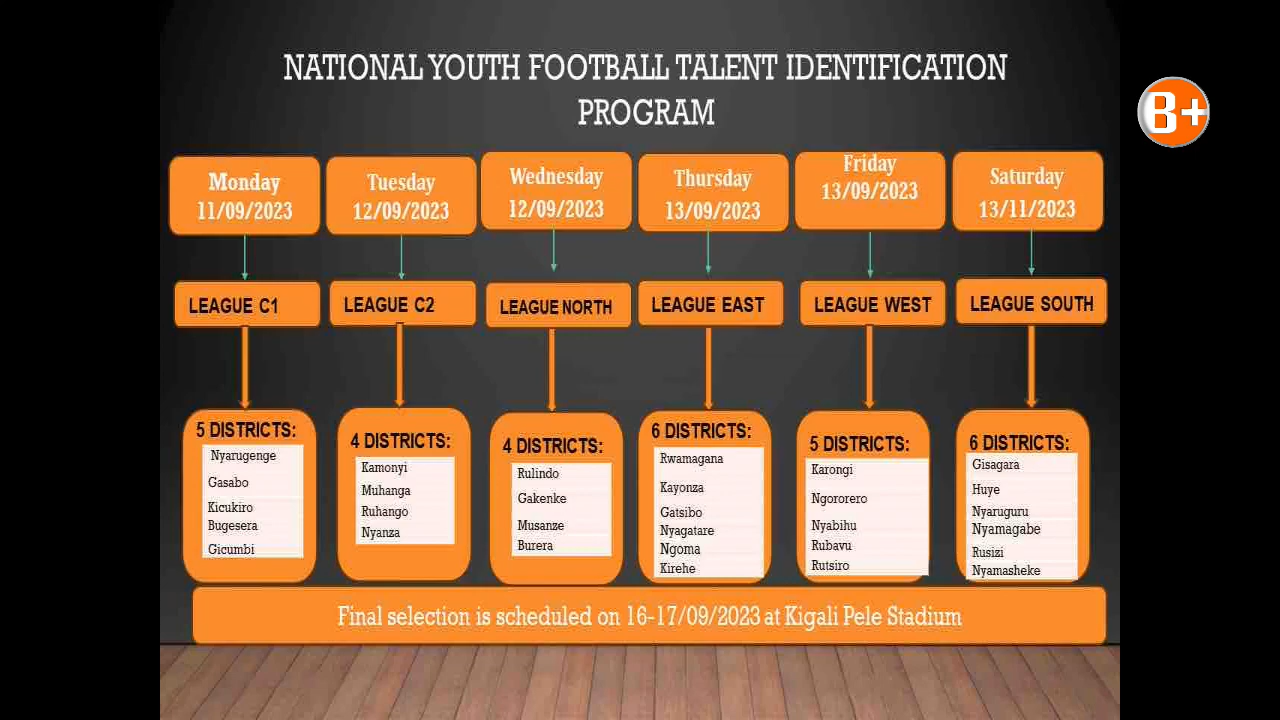 NATIONAL YOUTH FOOTBALL TALENT IDENTIFICATION
PROGRAM
B+
Monday
11/09/2023
Tuesday
12/09/2023
Wednesday
12/09/2023
Thursday
13/09/2023
Friday
13/09/2023
Saturday
13/11/2023
LEAGUE C1
LEAGUE C2
LEAGUE NORTH
LEAGUE EAST
LEAGUE WEST
LEAGUE SOUTH
5 DISTRICTS:
Nyarugenge
Gasabo
Kicukiro
Bugesera
Gicumbi
4 DISTRICTS:
Kamonyi
Muhanga
Ruhango
Nyanza
4 DISTRICTS:
Rulindo
Gakenke
Musanze
Burera
6 DISTRICTS:
Rwamagana
Kayonza
Gatsibo
Nyagatare
Ngoma
Kirehe
5 DISTRICTS:
Karongi
Ngororero
Nyabihu
Rubavu
Rutsiro
6 DISTRICTS:
Gisagara
Huye
Nyaruguru
Nyamagabe
Rusizi
Nyamasheke
Final selection is scheduled on 16-17/09/2023 at Kigali Pele Stadium